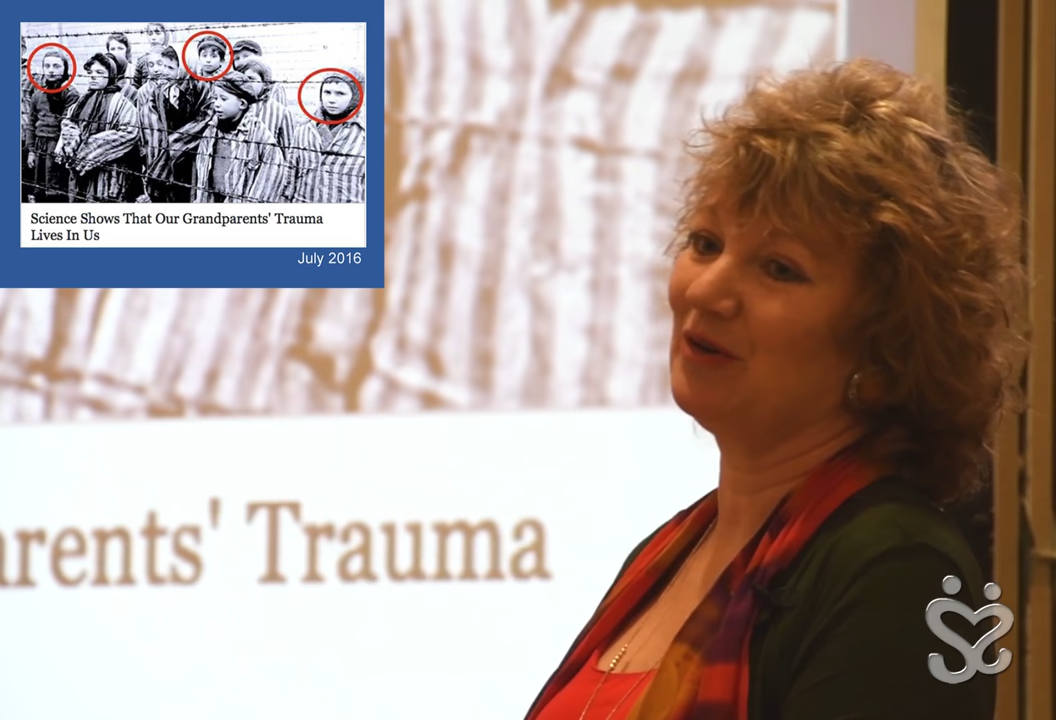 Science Shows That Our Grandparents' Trauma
Lives In Us
July 2016
arents' Trauma